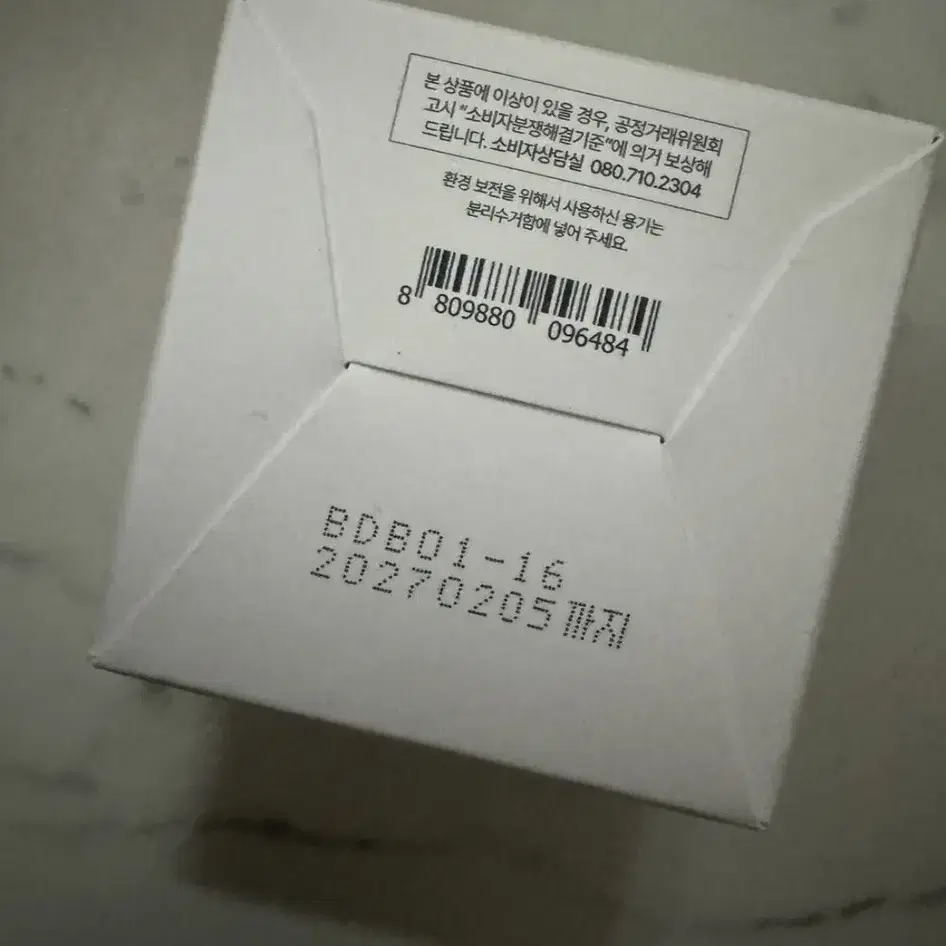 본 상품에 이상이 있을 경우, 공정거래위원회
고시 "소비자분쟁해결기준"에 의거 보상해
드립니다. 소비자상담실 080.710.2304
환경 보전을 위해서 사용하신 용기는
분리수거함에 넣어 주세요.
8 809880 096484
BDB01-16
20270205까지